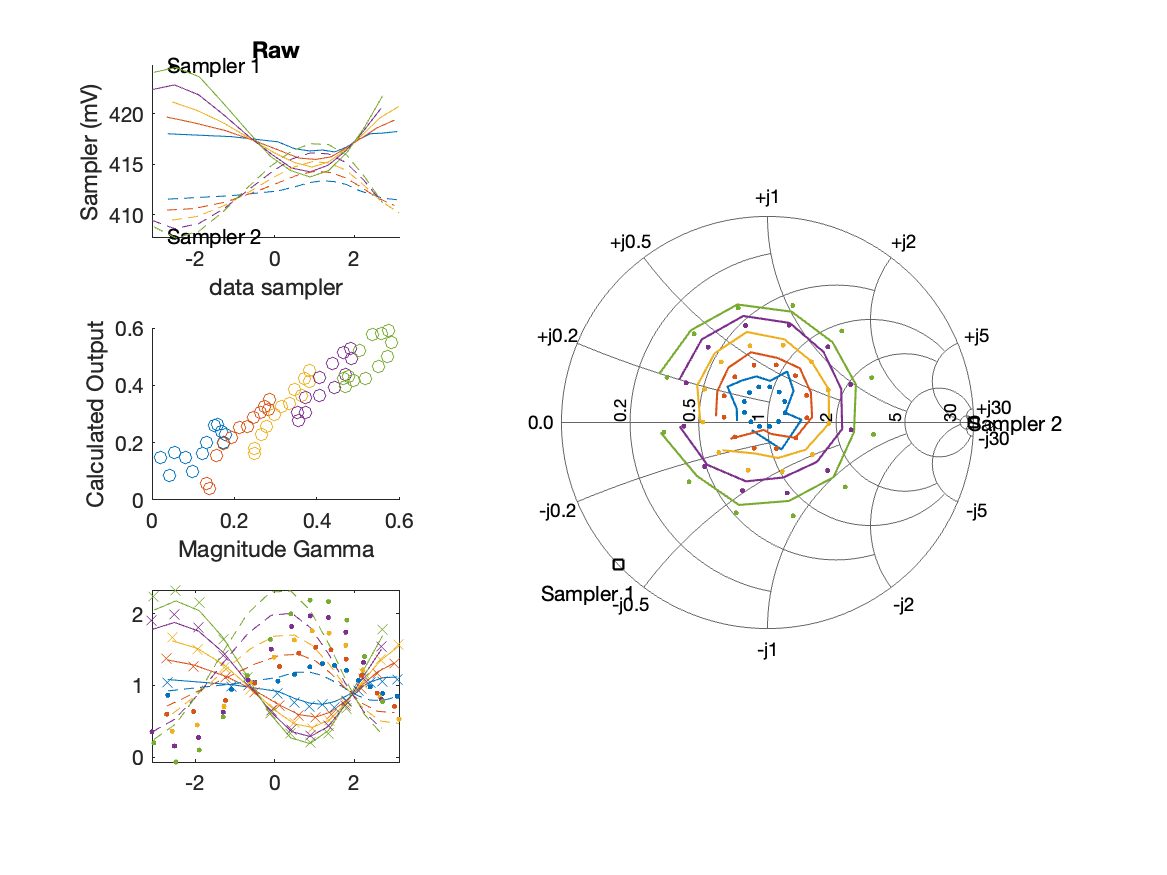 Raw
Sampler 1
Sampler (mV)
420
415
410
Sampler 2
-2 0 2
data sampler
0.6
0.4
0.2
0
Calculated Output
0 0.2 0.4 0.6
Magnitude Gamma
2
1
0
-2 0 2
+j1
+j0.5
+j2
+j0.2
+j5
0.0
0.2
0.5
1
2
5
30
+j30
Sampler 2
-j30
-j0.2
-j5
Sampler 1
-j0.5
-j2
-j1